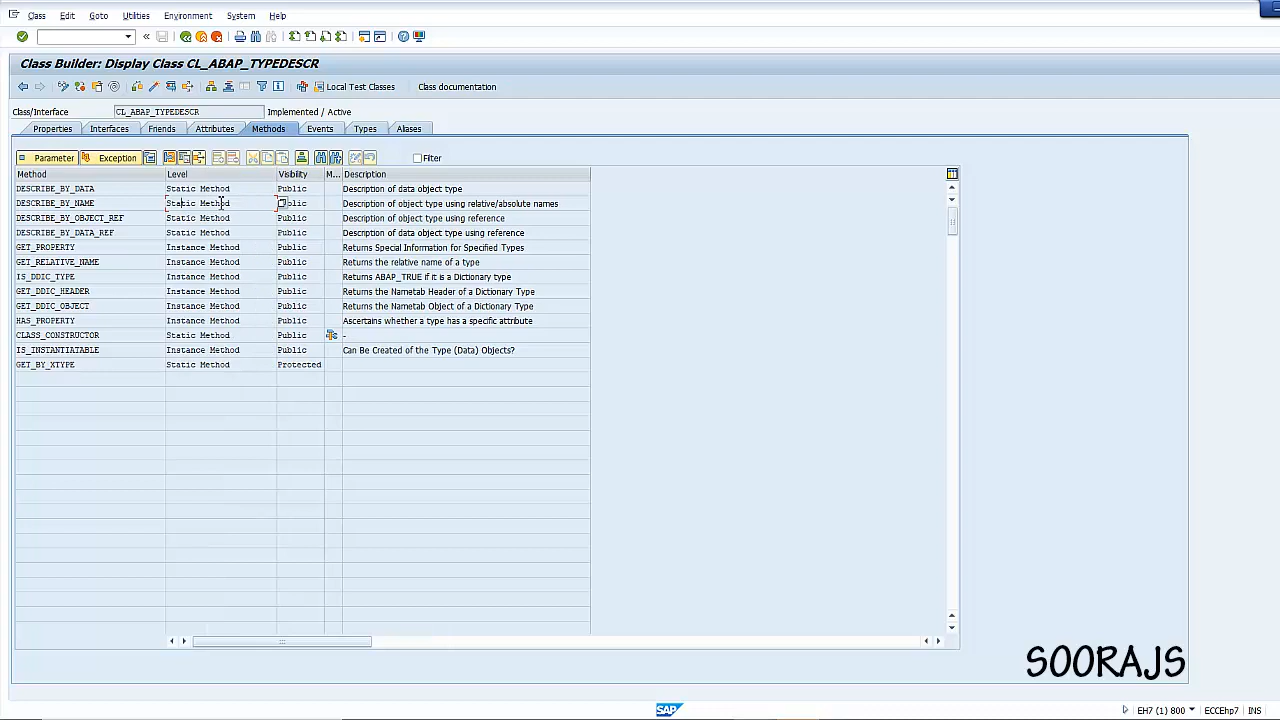 Class Edit Goto Utilities Environment System Help
Class Builder: Display Class CL_ABAP_TYPEDESCR
Local Test Classes Class documentation
Class/Interface CL_ABAP_TYPEDESCR Implemented / Active
Properties Interfaces Friends Attributes Methods Events Types Aliases
Parameter Exception Filter
Method Level Visibility M... Description
DESCRIBE_BY_DATA Static Method Public Description of data object type
DESCRIBE_BY_NAME Static Method Public Description of object type using relative/absolute names
DESCRIBE_BY_OBJECT_REF Static Method Public Description of object type using reference
DESCRIBE_BY_DATA_REF Static Method Public Description of data object type using reference
GET_PROPERTY Instance Method Public Returns Special Information for Specified Types
GET_RELATIVE_NAME Instance Method Public Returns the relative name of a type
IS_DDIC_TYPE Instance Method Public Returns ABAP_TRUE if it is a Dictionary type
GET_DDIC_HEADER Instance Method Public Returns the Nametab Header of a Dictionary Type
GET_DDIC_OBJECT Instance Method Public Returns the Nametab Object of a Dictionary Type
HAS_PROPERTY Instance Method Public Ascertains whether a type has a specific attribute
CLASS_CONSTRUCTOR Static Method Public -
IS_INSTANTIATABLE Instance Method Public Can Be Created of the Type (Data) Objects?
GET_BY_XTYPE Static Method Protected
SOORAJS
SAP EH7 (1) 800 ECCEhp7 INS